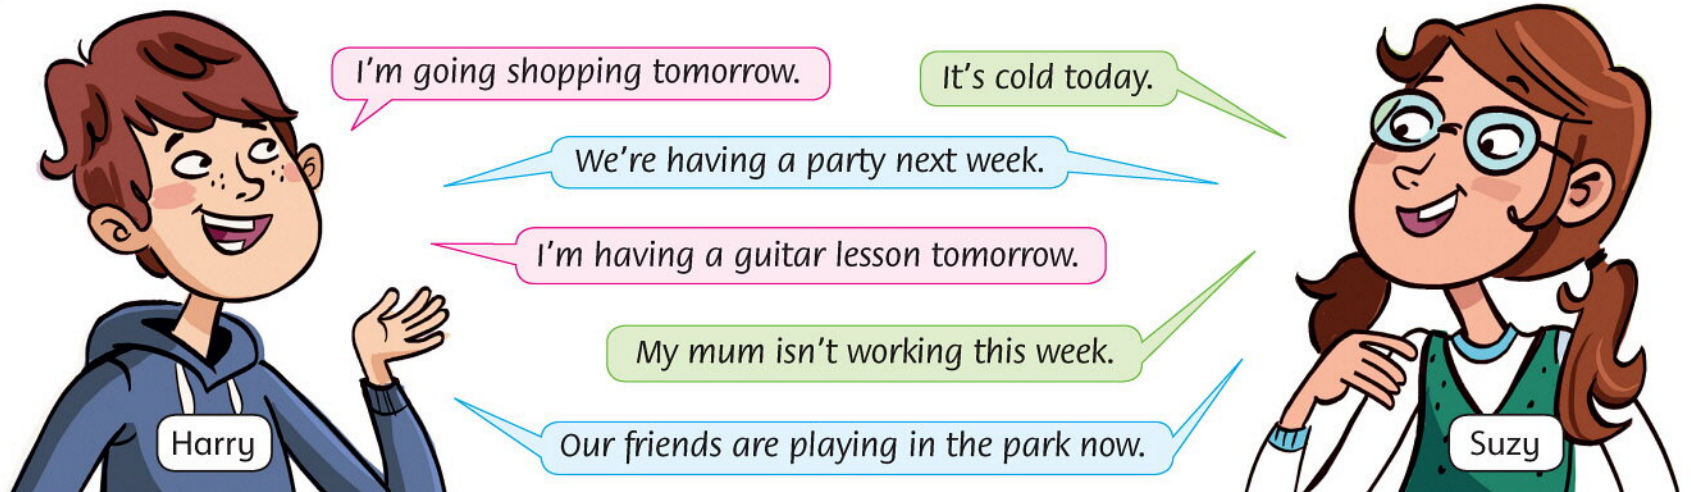 I'm going shopping tomorrow.
It's cold today.
We're having a party next week.
I'm having a guitar lesson tomorrow.
My mum isn't working this week.
Our friends are playing in the park now.
Harry
Suzy